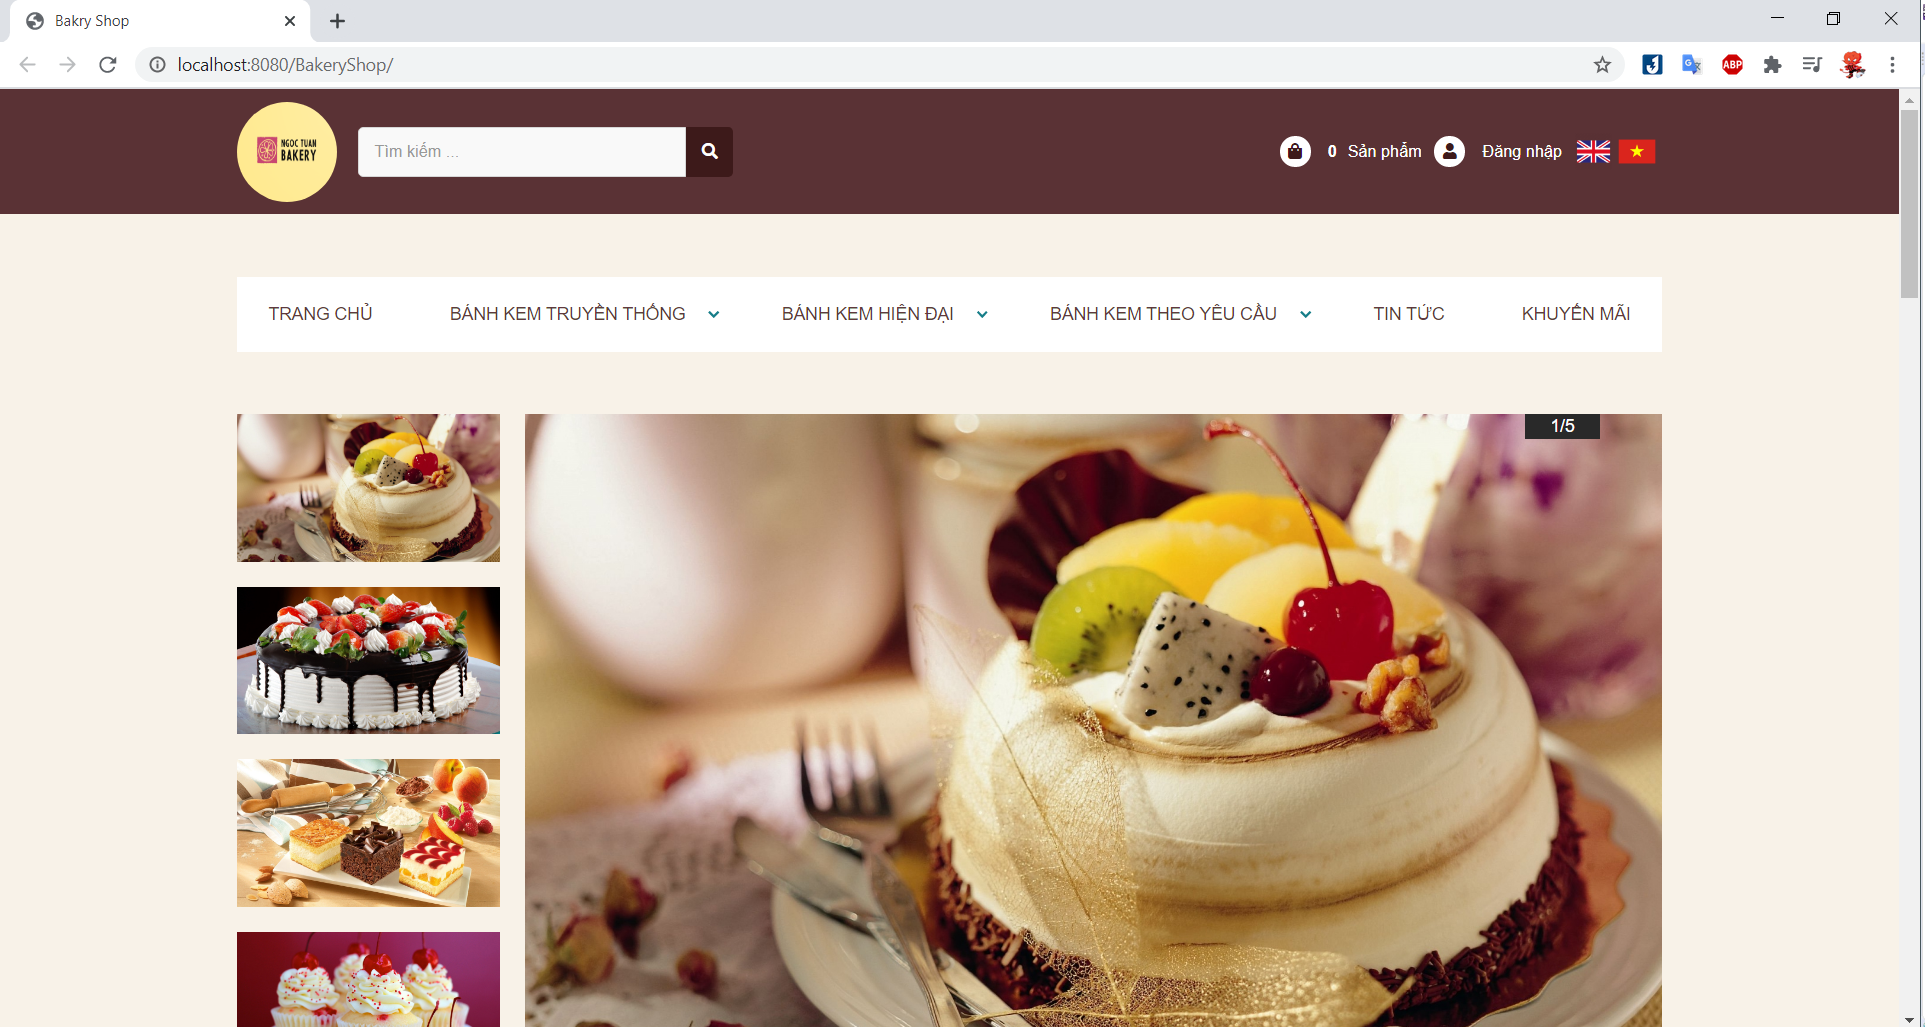 Bakry Shop
localhost:8080/BakeryShop/
ABP
NGOC TUAN
BAKERY
Tìm kiếm ...
0 Sản phẩm Đăng nhập
TRANG CHỦ BÁNH KEM TRUYỀN THỐNG BÁNH KEM HIỆN ĐẠI BÁNH KEM THEO YÊU CẦU TIN TỨC KHUYẾN MÃI
1/5